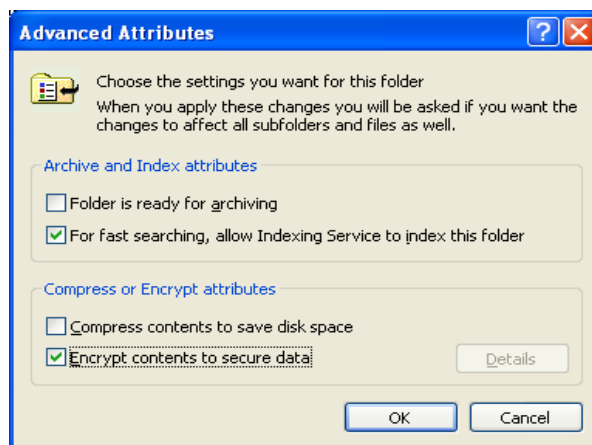 Advanced Attributes
Choose the settings you want for this folder
When you apply these changes you will be asked if you want the
changes to affect all subfolders and files as well.
Archive and Index attributes
Folder is ready for archiving
For fast searching, allow Indexing Service to index this folder
Compress or Encrypt attributes
Compress contents to save disk space
Encrypt contents to secure data
Details
OK
Cancel